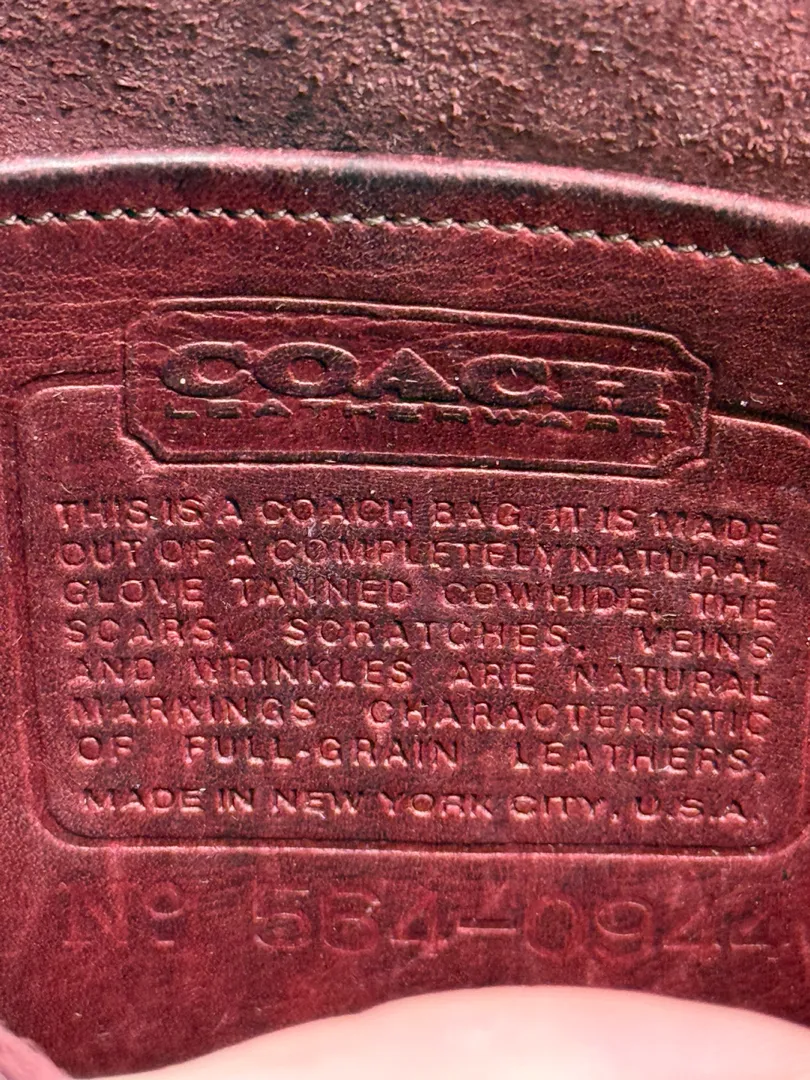 COACH
LEATHERWARE
THIS IS A COACH BAG. IT IS MADE
OUT OF A COMPLETELY NATURAL
GLOVE TANNED COWHIDE. THE
SCARS, SCRATCHES, VEINS
AND WRINKLES ARE NATURAL
MARKINGS CHARACTERISTIC
OF FULL-GRAIN LEATHERS.
MADE IN NEW YORK CITY, U.S.A.
No 564-0944